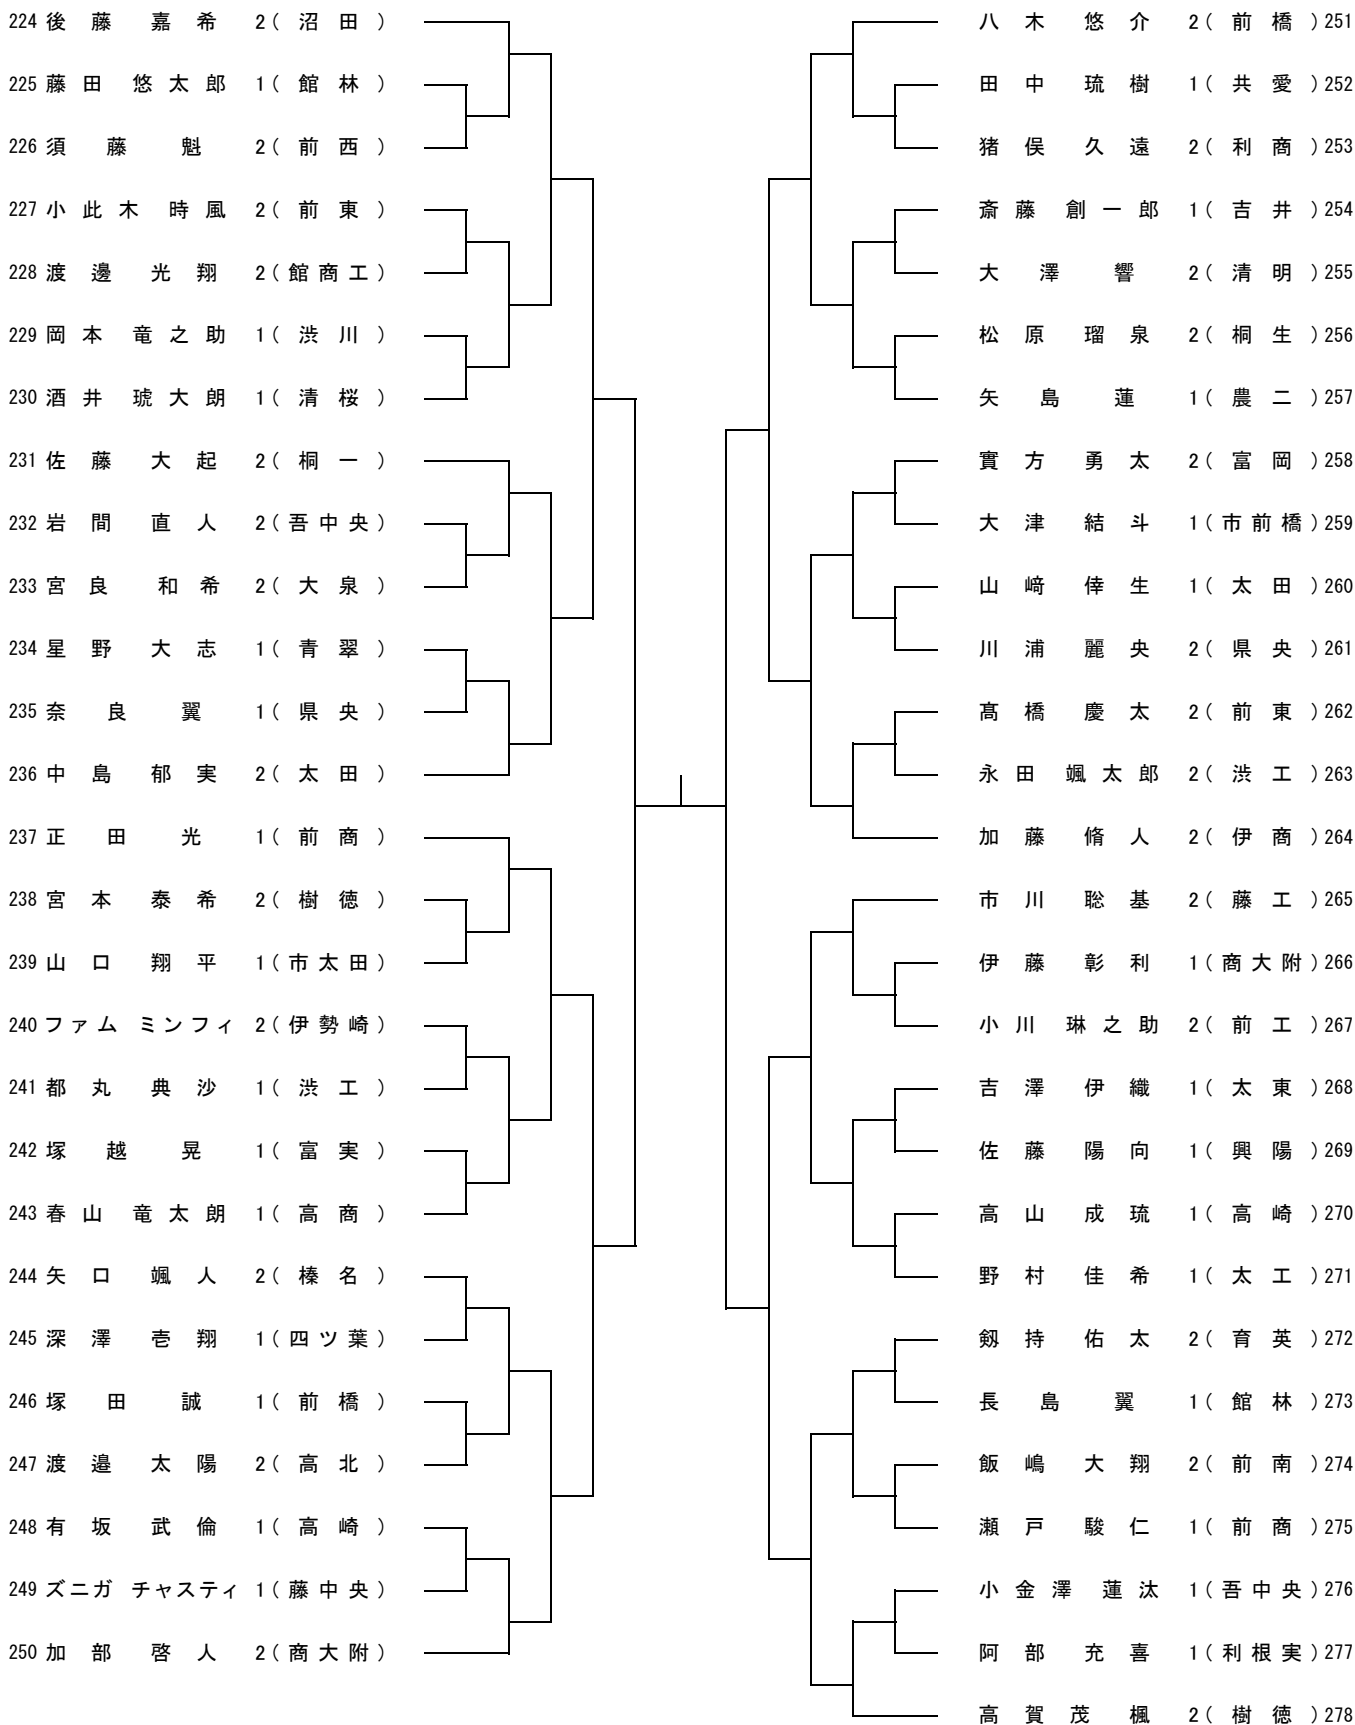 224 後藤 嘉希 2(沼田)
225 藤田 悠太郎 1(館林)
226 須藤 魁 2(前西)
227 小此木 時風 2(前東)
228 渡邊 光翔 2(館商工)
229 岡本 竜之助 1(渋川)
230 酒井 琥大朗 1(清桜)
231 佐藤 大起 2(桐一)
232 岩間 直人 2(吾中央)
233 宮良 和希 2(大泉)
234 星野 大志 1(青翠)
235 奈良 翼 1(県央)
236 中島 郁実 2(太田)
237 正田 光 1(前商)
238 宮本 泰希 2(樹徳)
239 山口 翔平 1(市太田)
240 ファム ミンフィ 2(伊勢崎)
241 都丸 典沙 1(渋工)
242 塚越 晃 1(富実)
243 春山 竜太朗 1(高商)
244 矢口 颯人 2(榛名)
245 深澤 壱翔 1(四ツ葉)
246 塚田 誠 1(前橋)
247 渡邉 太陽 2(高北)
248 有坂 武倫 1(高崎)
249 ズニガ チャスティ 1(藤中央)
250 加部 啓人 2(商大附)
八木 悠介 2(前橋)251
田中 琉樹 1(共愛)252
猪俣 久遠 2(利商)253
斎藤 創一郎 1(吉井)254
大澤 響 2(清明)255
松原 瑠泉 2(桐生)256
矢島 蓮 1(農二)257
實方 勇太 2(富岡)258
大津 結斗 1(市前橋)259
山﨑 倖生 1(太田)260
川浦 麗央 2(県央)261
髙橋 慶太 2(前東)262
永田 颯太郎 2(渋工)263
加藤 脩人 2(伊商)264
市川 聡基 2(藤工)265
伊藤 彰利 1(商大附)266
小川 琳之助 2(前工)267
吉澤 伊織 1(太東)268
佐藤 陽向 1(興陽)269
高山 成琉 1(高崎)270
野村 佳希 1(太工)271
剱持 佑太 2(育英)272
長島 翼 1(館林)273
飯嶋 大翔 2(前南)274
瀬戸 駿仁 1(前商)275
小金澤 蓮汰 1(吾中央)276
阿部 充喜 1(利根実)277
高賀茂 楓 2(樹徳)278